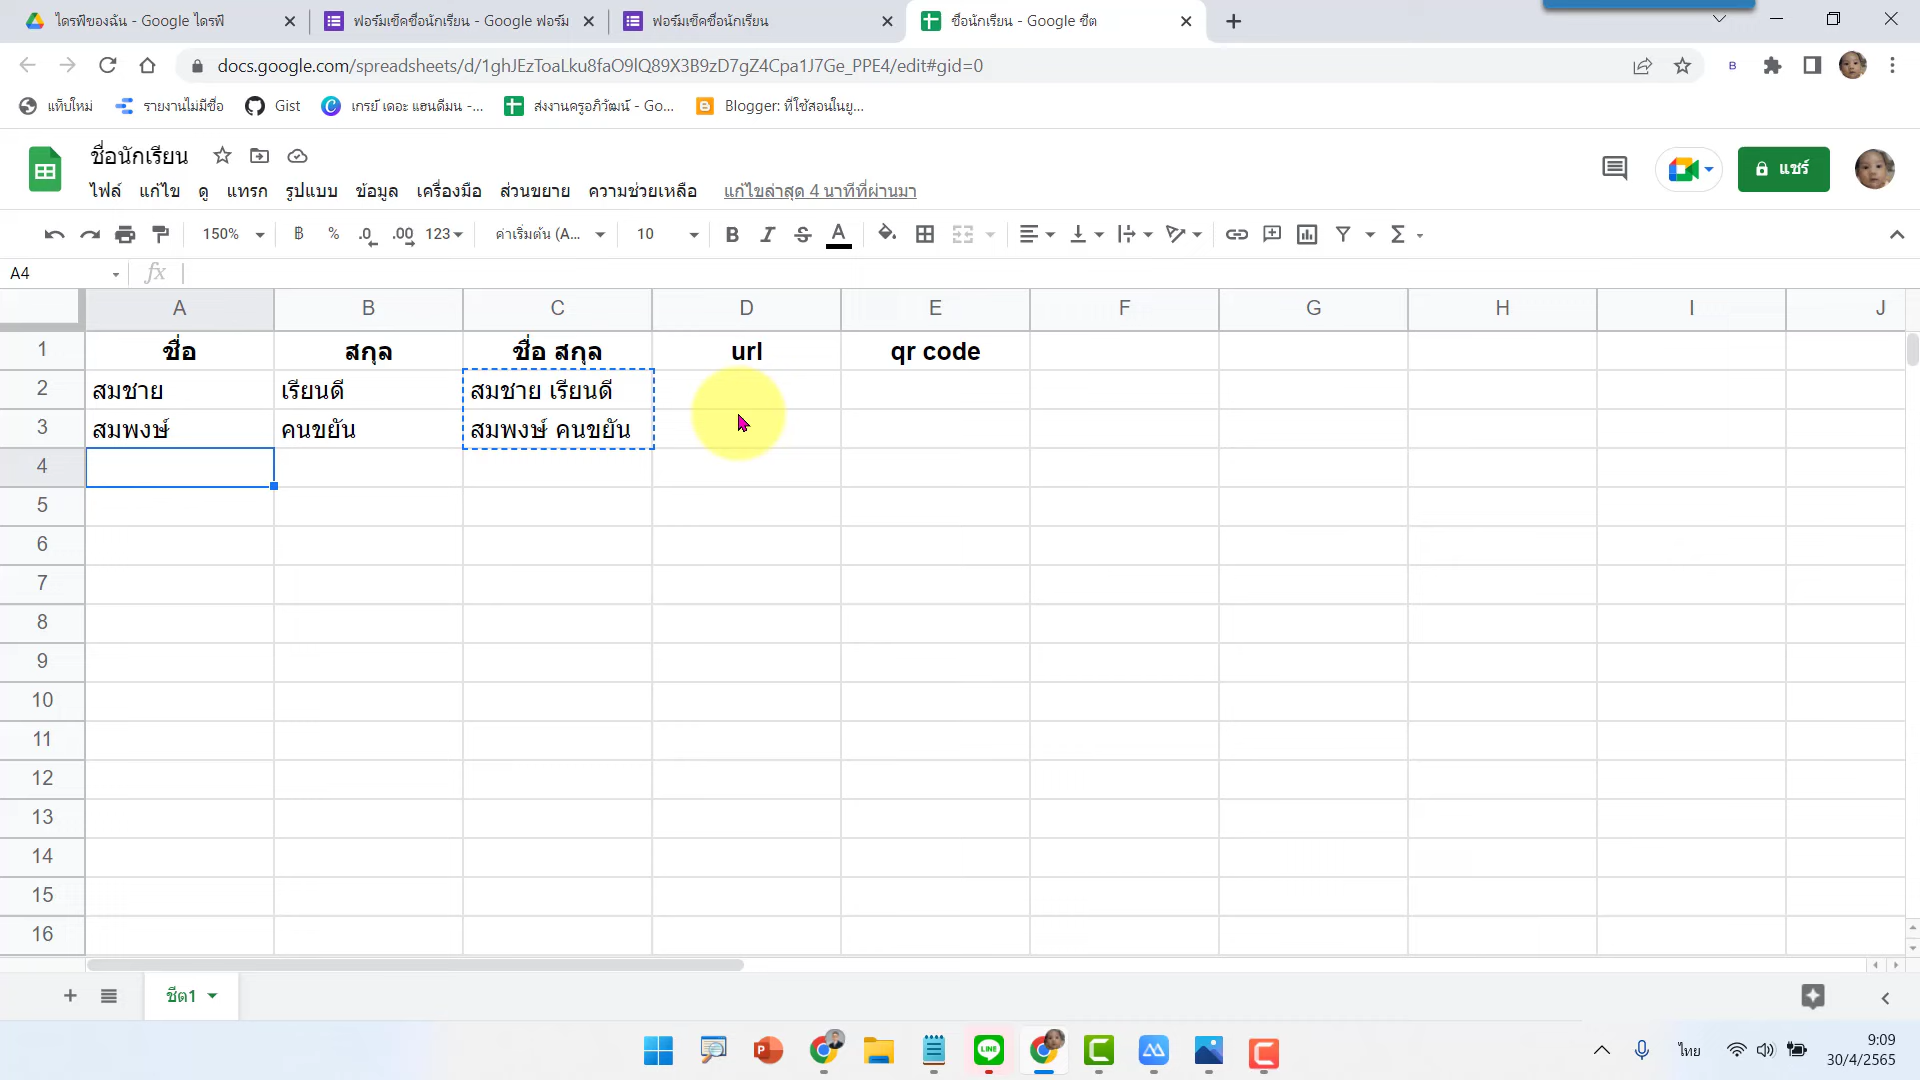 ไดรฟ์ของฉัน - Google ไดรฟ์
ฟอร์มเช็คชื่อนักเรียน - Google ฟอร์ม
ฟอร์มเช็คชื่อนักเรียน
ชื่อนักเรียน - Google ชีต
docs.google.com/spreadsheets/d/1ghJEzToaLku8faO9lQ89X3B9zD7gZ4Cpa1J7Ge_PPE4/edit#gid=0
แท็บใหม่
รายงานไม่มีชื่อ
Gist
เกรย์ เดอะ แฮนดีมน -...
ส่งงานครูอภิวัฒน์ - Go...
Blogger: ที่ใช้สอนในยู...
ชื่อนักเรียน
ไฟล์ แก้ไข ดู แทรก รูปแบบ ข้อมูล เครื่องมือ ส่วนขยาย ความช่วยเหลือ แก้ไขล่าสุด 4 นาทีที่ผ่านมา
แชร์
150% ฿ % .0 .00 123 ค่าเริ่มต้น (A... 10 B I S A Σ
A4 fx
A B C D E F G H I J
1 ชื่อ สกุล ชื่อ สกุล url qr code
2 สมชาย เรียนดี สมชาย เรียนดี
3 สมพงษ์ คนขยัน สมพงษ์ คนขยัน
4
5
6
7
8
9
10
11
12
13
14
15
16
ชีต1
LINE
ไทย
9:09
30/4/2565